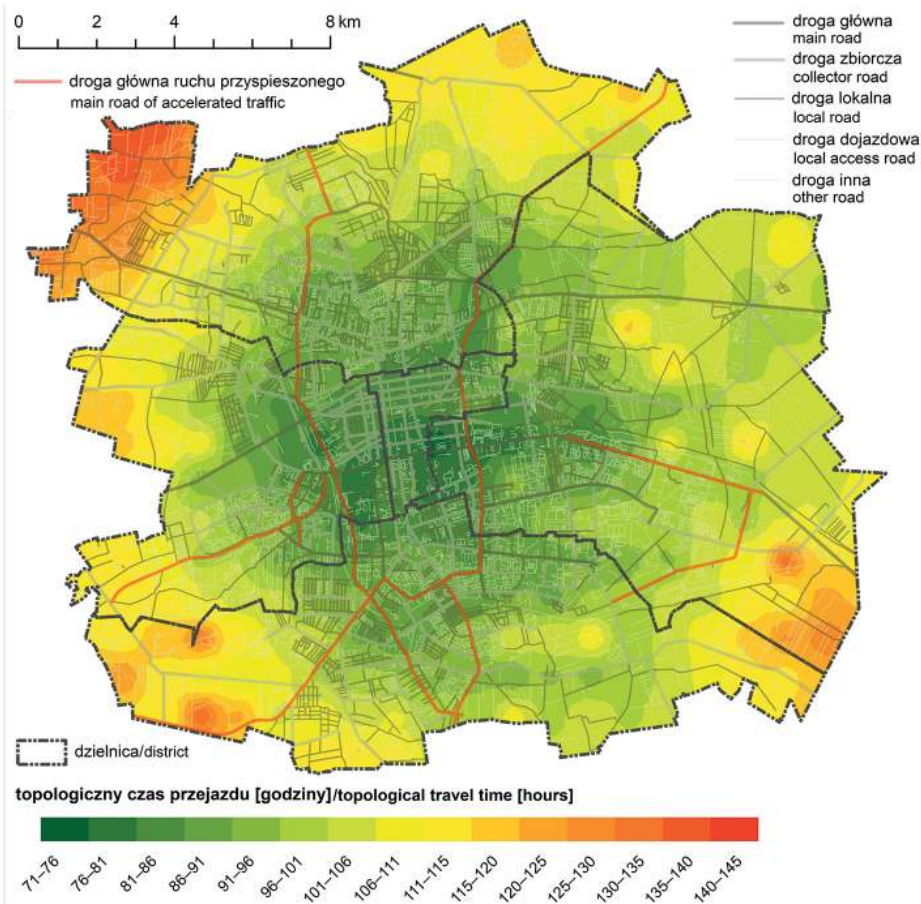 0 2 4 8 km
droga główna ruchu przyspieszonego
main road of accelerated traffic
droga główna
main road
droga zbiorcza
collector road
droga lokalna
local road
droga dojazdowa
local access road
droga inna
other road
dzielnica/district
topologiczny czas przejazdu [godziny]/topological travel time [hours]
71–76
76–81
81–86
86–91
91–96
96–101
101–106
106–111
111–115
115–120
120–125
125–130
130–135
135–140
140–145